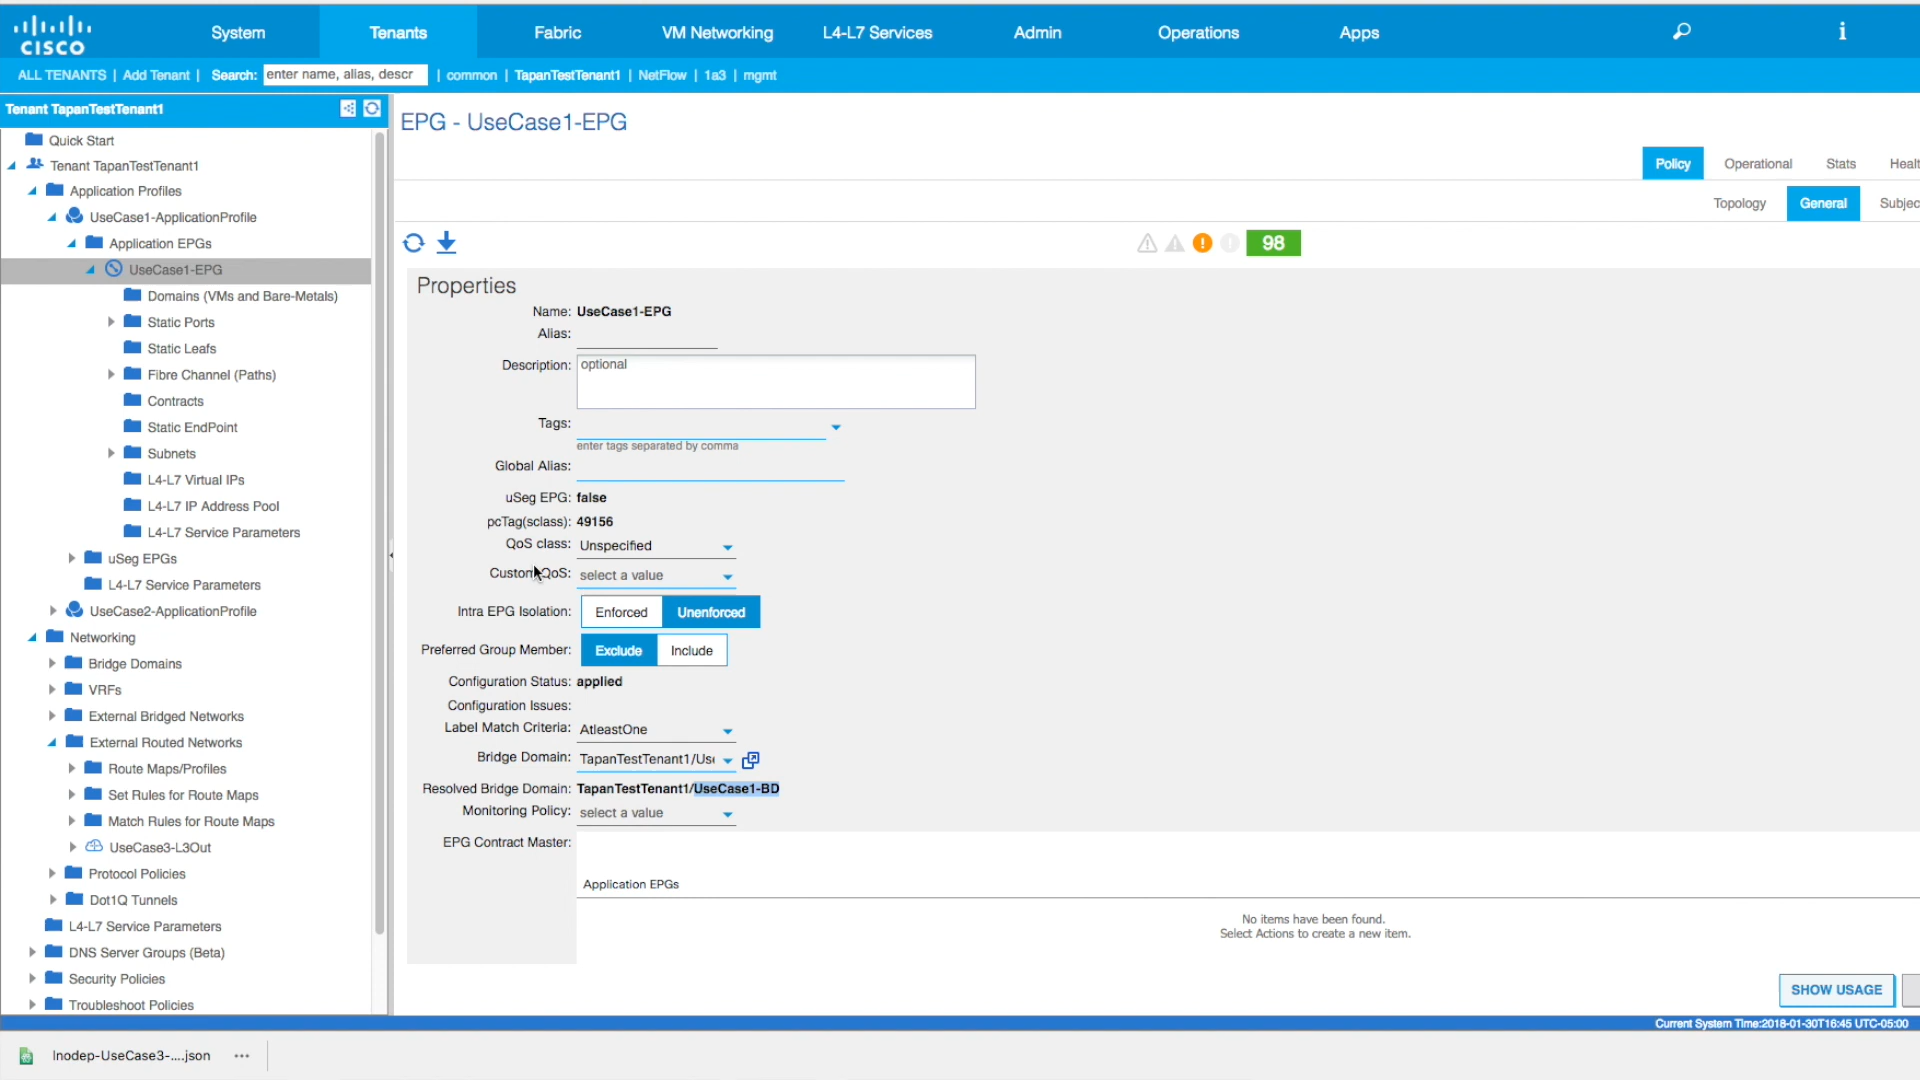 CISCO
System
Tenants
Fabric
VM Networking
L4-L7 Services
Admin
Operations
Apps
ALL TENANTS | Add Tenant | Search: enter name, alias, descr | common | TapanTestTenant1 | NetFlow | 1a3 | mgmt
Tenant TapanTestTenant1
Quick Start
Tenant TapanTestTenant1
Application Profiles
UseCase1-ApplicationProfile
Application EPGs
UseCase1-EPG
Domains (VMs and Bare-Metals)
Static Ports
Static Leafs
Fibre Channel (Paths)
Contracts
Static EndPoint
Subnets
L4-L7 Virtual IPs
L4-L7 IP Address Pool
L4-L7 Service Parameters
uSeg EPGs
L4-L7 Service Parameters
UseCase2-ApplicationProfile
Networking
Bridge Domains
VRFs
External Bridged Networks
External Routed Networks
Route Maps/Profiles
Set Rules for Route Maps
Match Rules for Route Maps
UseCase3-L3Out
Protocol Policies
Dot1Q Tunnels
L4-L7 Service Parameters
DNS Server Groups (Beta)
Security Policies
Troubleshoot Policies
EPG - UseCase1-EPG
Policy
Operational
Stats
Healt
Topology
General
Subjec
98
Properties
Name: UseCase1-EPG
Alias:
Description: optional
Tags:
enter tags separated by comma
Global Alias:
uSeg EPG: false
pcTag(sclass): 49156
QoS class: Unspecified
Custom QoS: select a value
Intra EPG Isolation: Enforced Unenforced
Preferred Group Member: Exclude Include
Configuration Status: applied
Configuration Issues:
Label Match Criteria: AtleastOne
Bridge Domain: TapanTestTenant1/Use
Resolved Bridge Domain: TapanTestTenant1/UseCase1-BD
Monitoring Policy: select a value
EPG Contract Master:
Application EPGs
No items have been found.
Select Actions to create a new item.
SHOW USAGE
Current System Time:2018-01-30T16:45 UTC-05:00
lnodep-UseCase3-....json